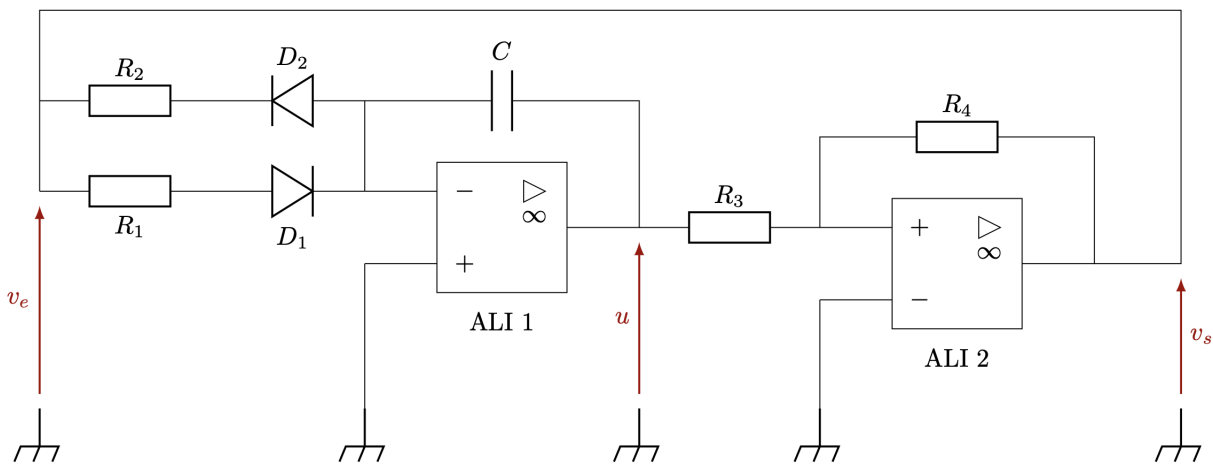 C
D₂
R₂
R₄
R₁
D₁
R₃
− ▷ ∞
+
+ ▷ ∞
−
vₑ
u
vₛ
ALI 1
ALI 2